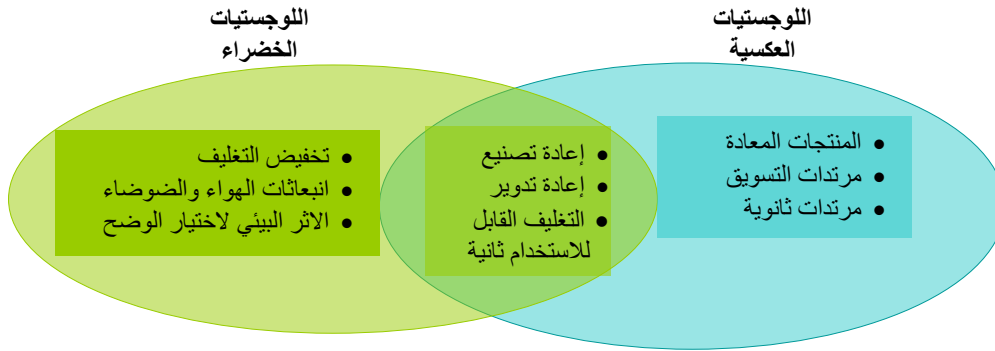 اللوجستيات
العكسية
اللوجستيات
الخضراء
• المنتجات المعادة
• مرتدات التسويق
• مرتدات ثانوية
• إعادة تصنيع
• إعادة تدوير
• التغليف القابل
للاستخدام ثانية
• تخفيض التغليف
• انبعاثات الهواء والضوضاء
• الاثر البيئي لاختيار الوضح